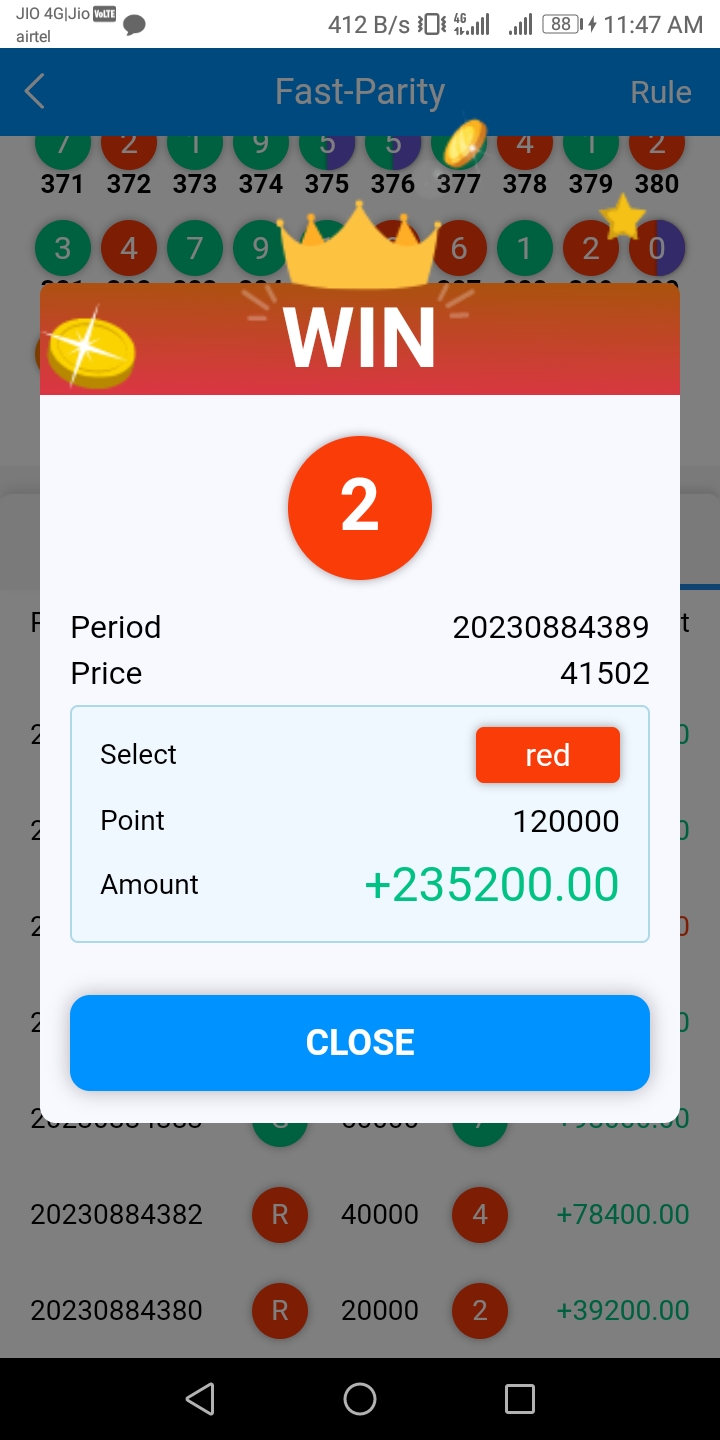 JIO 4G|Jio VoLTE
airtel
412 B/s 4G 88 11:47 AM
Fast-Parity Rule
7 2 1 9 5 5 4 1 2
371 372 373 374 375 376 377 378 379 380
3 4 7 9 6 1 2 0
WIN
2
Period 20230884389
Price 41502
Select red
Point 120000
Amount +235200.00
CLOSE
20230884382 R 40000 4 +78400.00
20230884380 R 20000 2 +39200.00